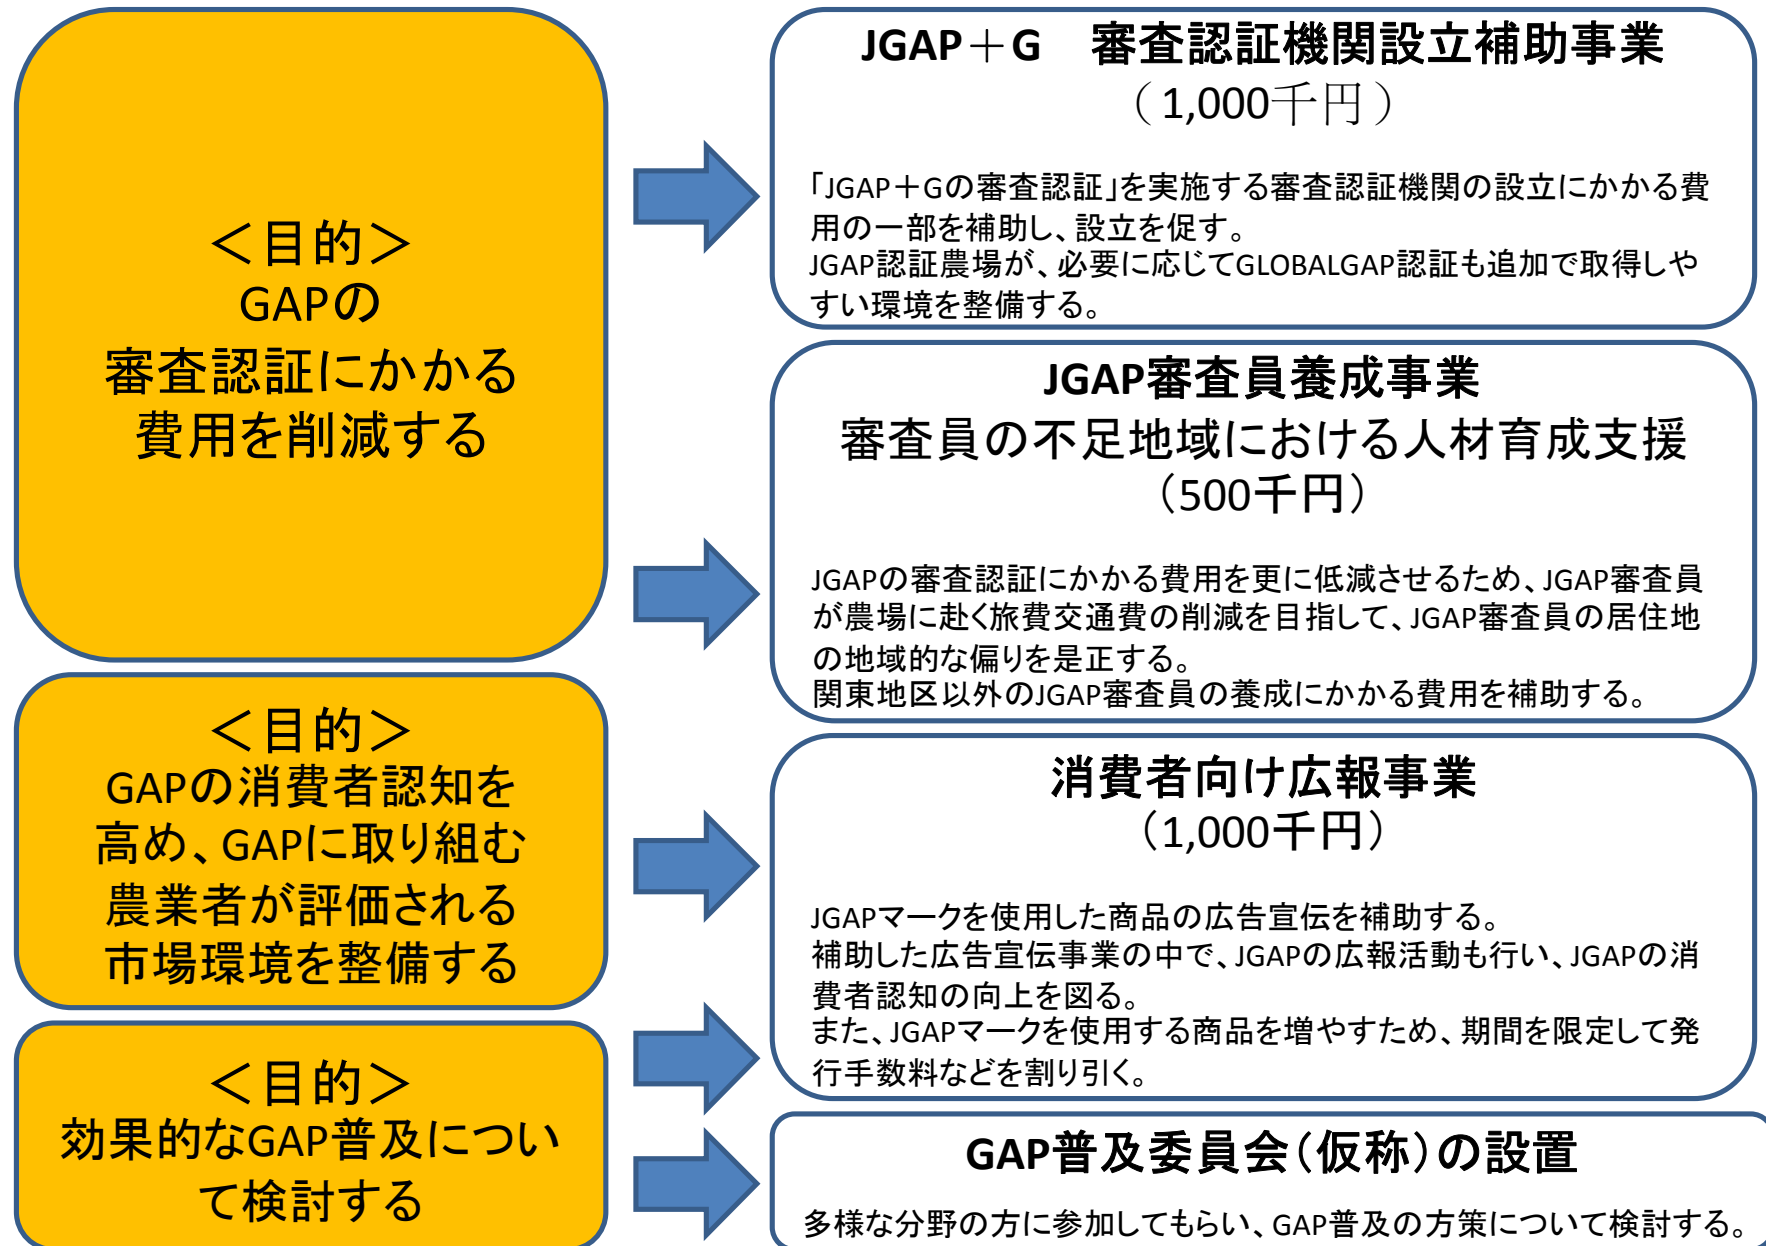 ＜目的＞
GAPの
審査認証にかかる
費用を削減する
JGAP＋G　審査認証機関設立補助事業
（1,000千円）
「JGAP＋Gの審査認証」を実施する審査認証機関の設立にかかる費
用の一部を補助し、設立を促す。
JGAP認証農場が、必要に応じてGLOBALGAP認証も追加で取得しや
すい環境を整備する。
JGAP審査員養成事業
審査員の不足地域における人材育成支援
（500千円）
JGAPの審査認証にかかる費用を更に低減させるため、JGAP審査員
が農場に赴く旅費交通費の削減を目指して、JGAP審査員の居住地
の地域的な偏りを是正する。
関東地区以外のJGAP審査員の養成にかかる費用を補助する。
＜目的＞
GAPの消費者認知を
高め、GAPに取り組む
農業者が評価される
市場環境を整備する
消費者向け広報事業
（1,000千円）
JGAPマークを使用した商品の広告宣伝を補助する。
補助した広告宣伝事業の中で、JGAPの広報活動も行い、JGAPの消
費者認知の向上を図る。
また、JGAPマークを使用する商品を増やすため、期間を限定して発
行手数料などを割り引く。
＜目的＞
効果的なGAP普及につい
て検討する
GAP普及委員会（仮称）の設置
多様な分野の方に参加してもらい、GAP普及の方策について検討する。